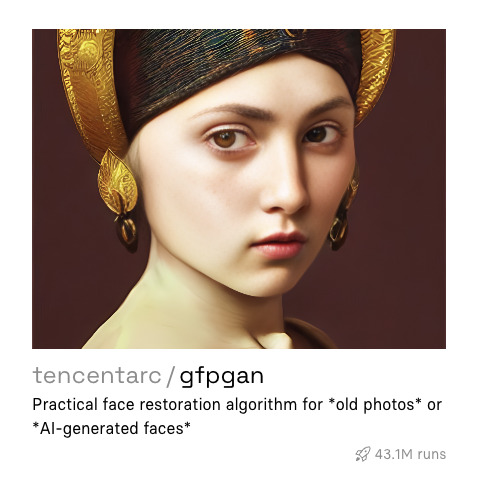 tencentarc / gfpgan
Practical face restoration algorithm for *old photos* or
*AI-generated faces*
43.1M runs